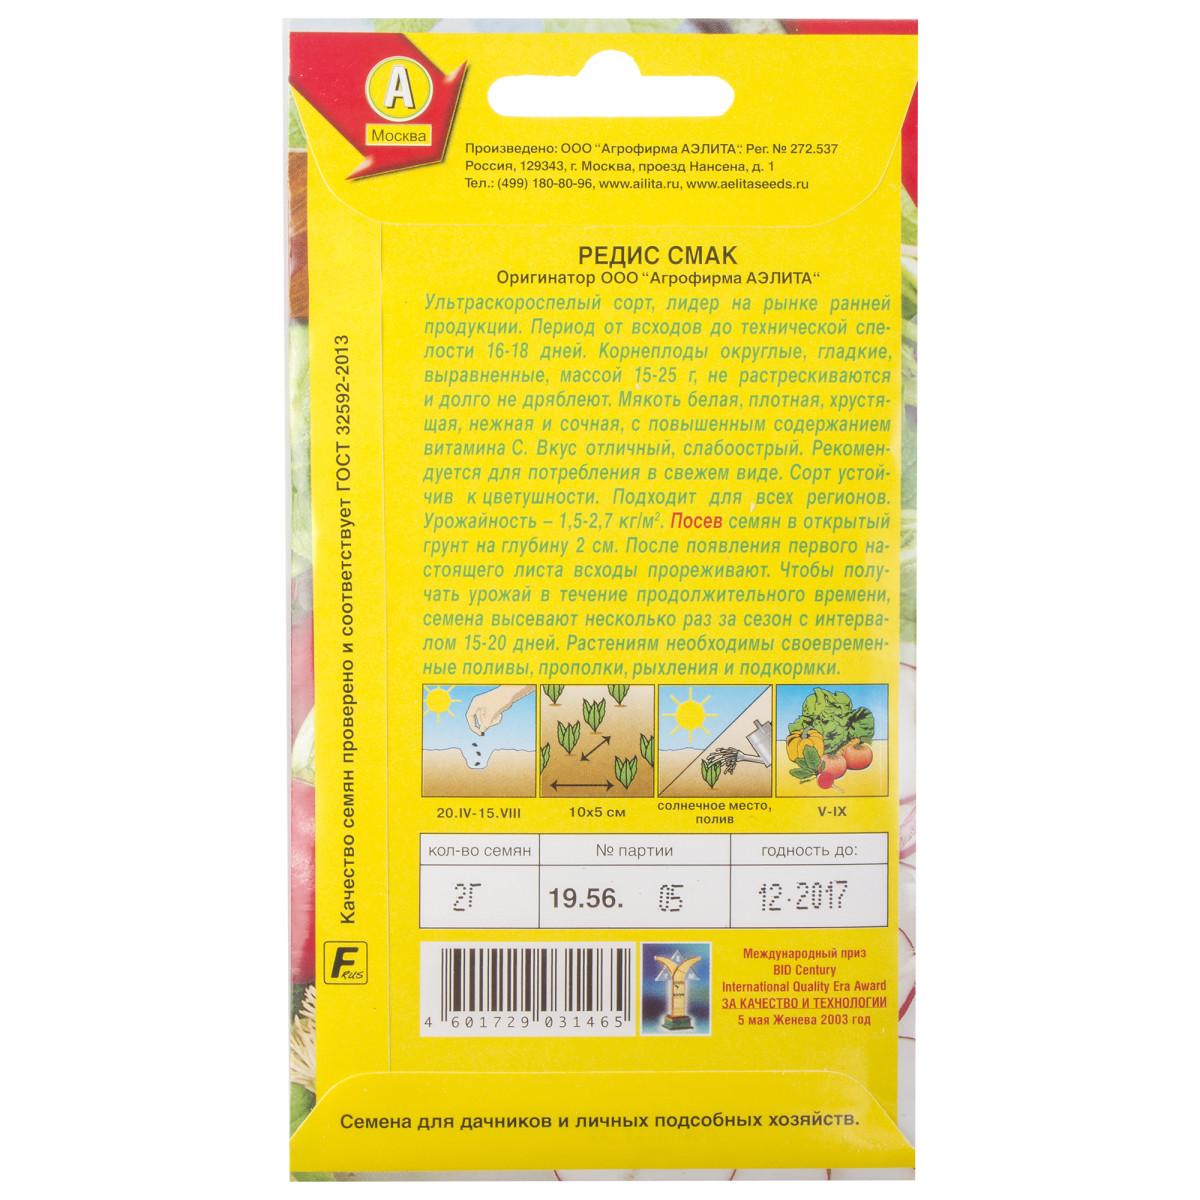 А
Москва
Произведено: ООО "Агрофирма АЭЛИТА": Рег. № 272.537
Россия, 129343, г. Москва, проезд Нансена, д. 1
Тел.: (499) 180-80-96, www.ailita.ru, www.aelitaseeds.ru
РЕДИС СМАК
Оригинатор ООО "Агрофирма АЭЛИТА"
Ультраскороспелый сорт, лидер на рынке ранней
продукции. Период от всходов до технической спе-
лости 16-18 дней. Корнеплоды округлые, гладкие,
выравненные, массой 15-25 г, не растрескиваются
и долго не дряблеют. Мякоть белая, плотная, хрустя-
щая, нежная и сочная, с повышенным содержанием
витамина С. Вкус отличный, слабоострый. Рекомен-
дуется для потребления в свежем виде. Сорт устой-
чив к цветушности. Подходит для всех регионов.
Урожайность – 1,5-2,7 кг/м². Посев семян в открытый
грунт на глубину 2 см. После появления первого на-
стоящего листа всходы прореживают. Чтобы полу-
чать урожай в течение продолжительного времени,
семена высевают несколько раз за сезон с интерва-
лом 15-20 дней. Растениям необходимы своевремен-
ные поливы, прополки, рыхления и подкормки.
20.IV-15.VIII
10х5 см
солнечное место,
полив
V-IX
кол-во семян
№ партии
годность до:
2Г
19.56. 05
12.2017
4 601729 031465
Международный приз
BID Century
International Quality Era Award
ЗА КАЧЕСТВО И ТЕХНОЛОГИИ
5 мая Женева 2003 год
Качество семян проверено и соответствует ГОСТ 32592-2013
F RUS
Семена для дачников и личных подсобных хозяйств.